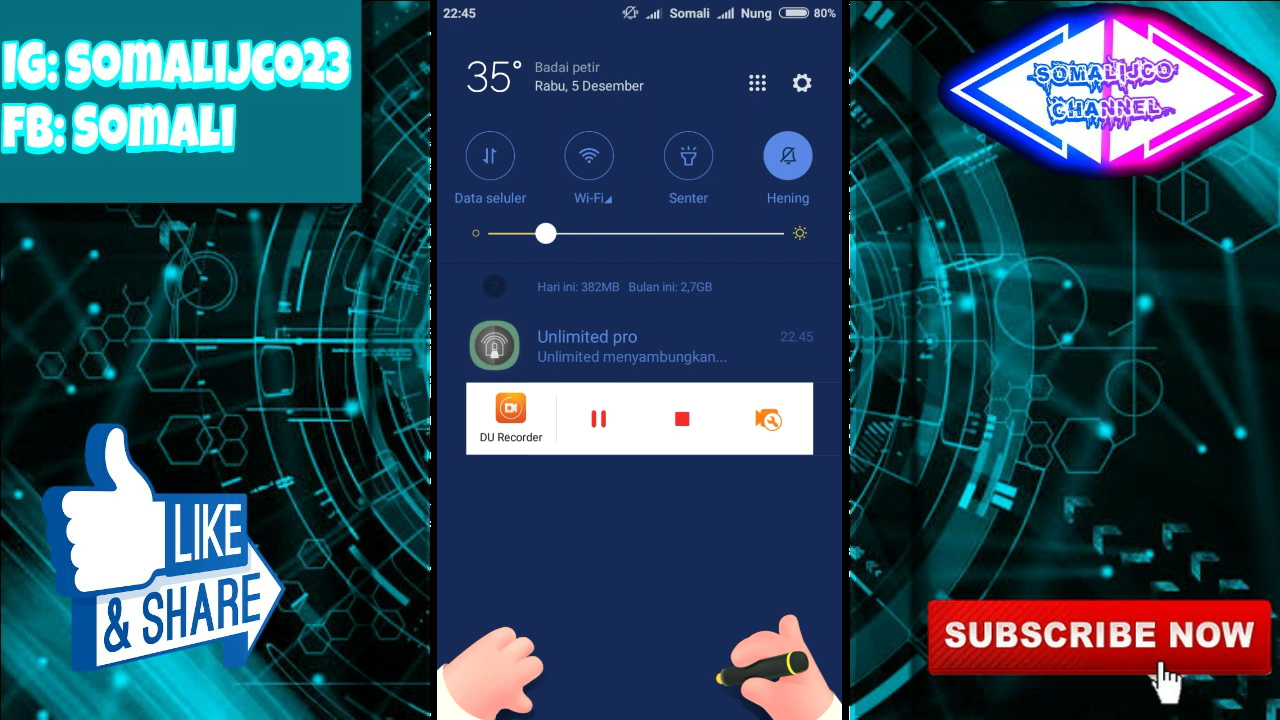 IG: SOMALIJCO23
FB: SOMALI
22:45 Somali Nung 80%
35° Badai petir
Rabu, 5 Desember
Data seluler Wi-Fi Senter Hening
Hari ini: 382MB Bulan ini: 2,7GB
Unlimited pro 22.45
Unlimited menyambungkan...
DU Recorder
SOMALIJCO
CHANNEL
LIKE
& SHARE
SUBSCRIBE NOW